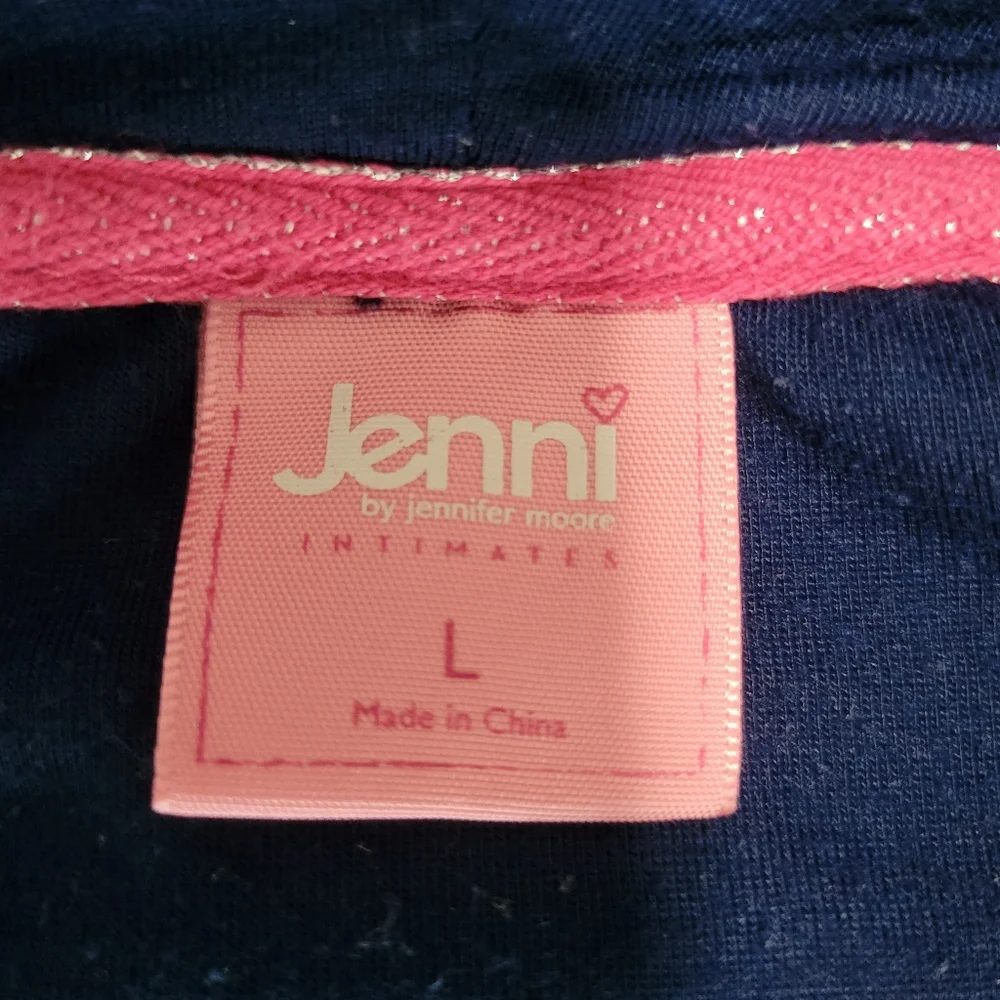 Jenni
by jennifer moore
INTIMATES
L
Made in China